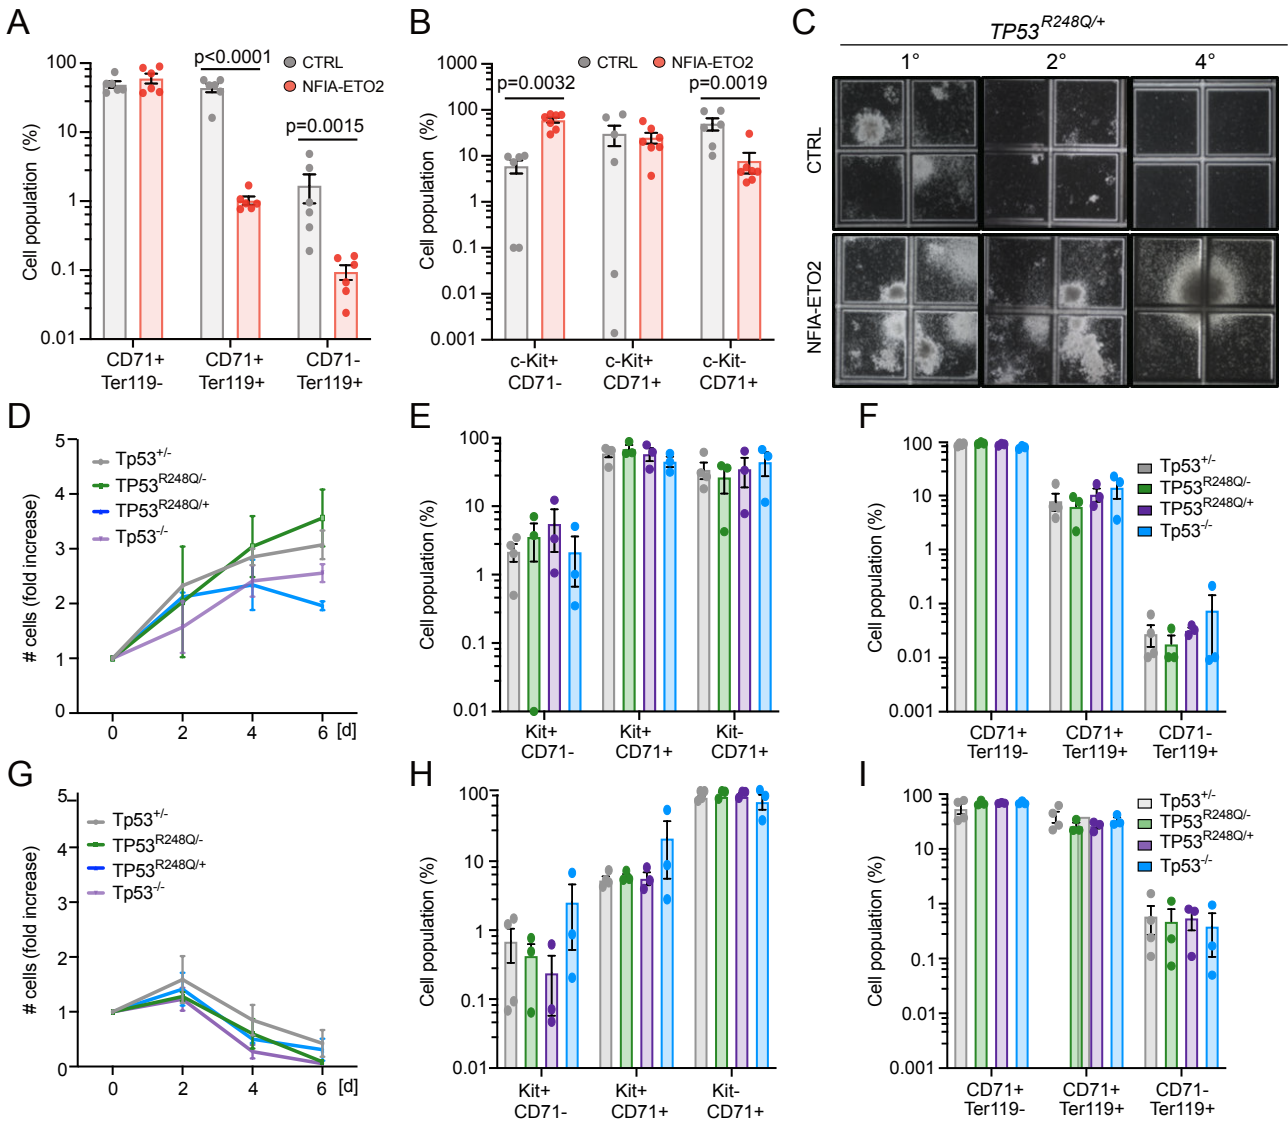 A
Cell population (%)
100
10
1
0.1
0.01
p<0.0001
p=0.0015
CTRL
NFIA-ETO2
CD71+
Ter119-
CD71+
Ter119+
CD71-
Ter119+
B
Cell population (%)
1000
100
10
1
0.1
0.01
0.001
CTRL
NFIA-ETO2
p=0.0032
p=0.0019
c-Kit+
CD71-
c-Kit+
CD71+
c-Kit-
CD71+
C
TP53R248Q/+
1° 2° 4°
CTRL
NFIA-ETO2
D
# cells (fold increase)
5
4
3
2
1
0
Tp53+/-
TP53R248Q/-
TP53R248Q/+
Tp53-/-
0 2 4 6 [d]
E
Cell population (%)
100
10
1
0.1
0.01
Kit+
CD71-
Kit+
CD71+
Kit-
CD71+
F
Cell population (%)
100
10
1
0.1
0.01
0.001
Tp53+/-
TP53R248Q/-
TP53R248Q/+
Tp53-/-
CD71+
Ter119-
CD71+
Ter119+
CD71-
Ter119+
G
# cells (fold increase)
5
4
3
2
1
0
Tp53+/-
TP53R248Q/-
TP53R248Q/+
Tp53-/-
0 2 4 6 [d]
H
Cell population (%)
100
10
1
0.1
0.01
Kit+
CD71-
Kit+
CD71+
Kit-
CD71+
I
Cell population (%)
100
10
1
0.1
0.01
0.001
Tp53+/-
TP53R248Q/-
TP53R248Q/+
Tp53-/-
CD71+
Ter119-
CD71+
Ter119+
CD71-
Ter119+